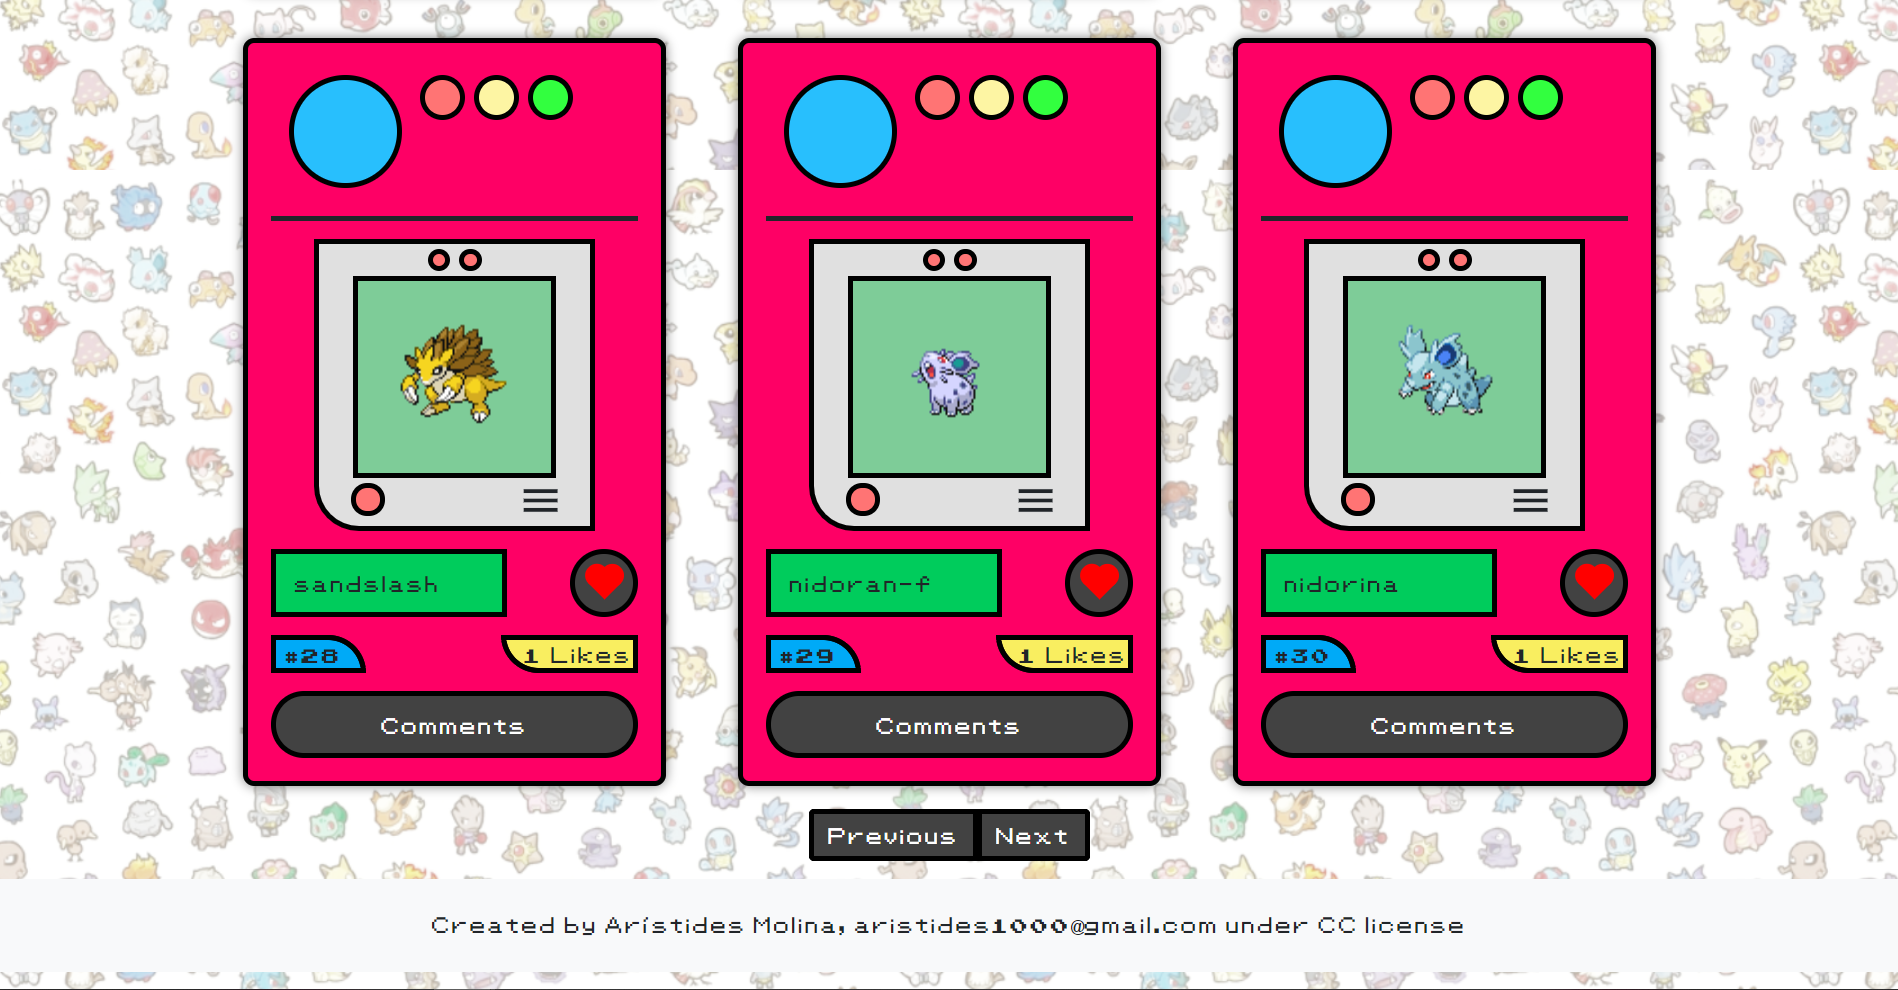 sandslash
nidoran-f
nidorina
#28
1 Likes
#29
1 Likes
#30
1 Likes
Comments
Comments
Comments
Previous
Next
Created by Arístides Molina, aristides1000@gmail.com under CC license